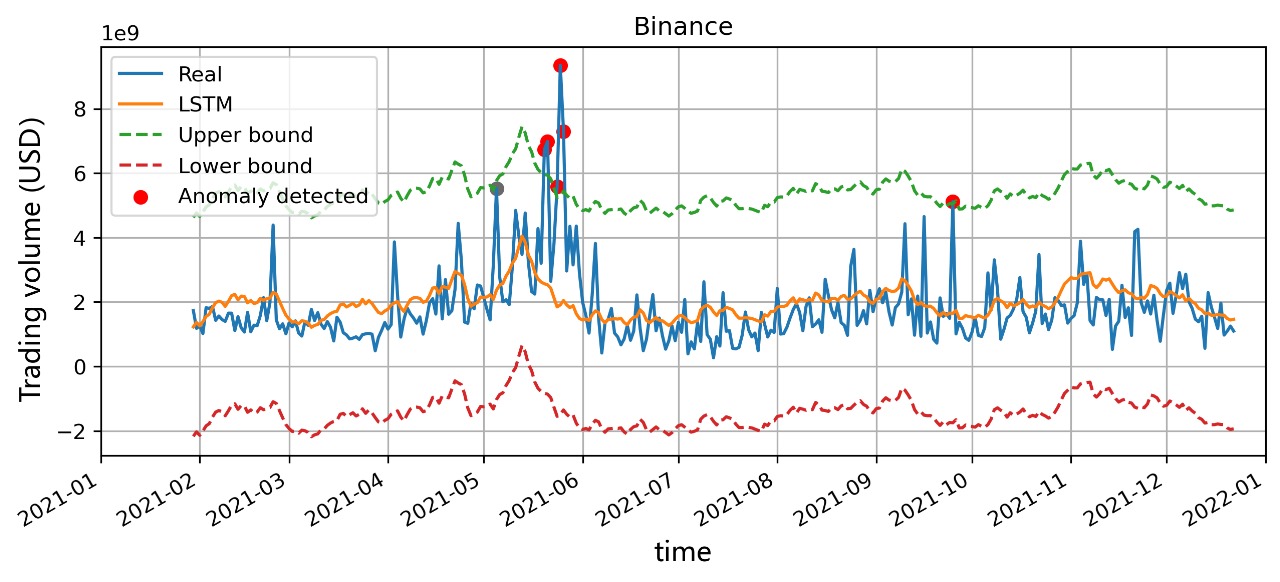 Binance
1e9
Real
LSTM
Upper bound
Lower bound
Anomaly detected
8
6
4
2
0
−2
Trading volume (USD)
2021-01
2021-02
2021-03
2021-04
2021-05
2021-06
2021-07
2021-08
2021-09
2021-10
2021-11
2021-12
2022-01
time